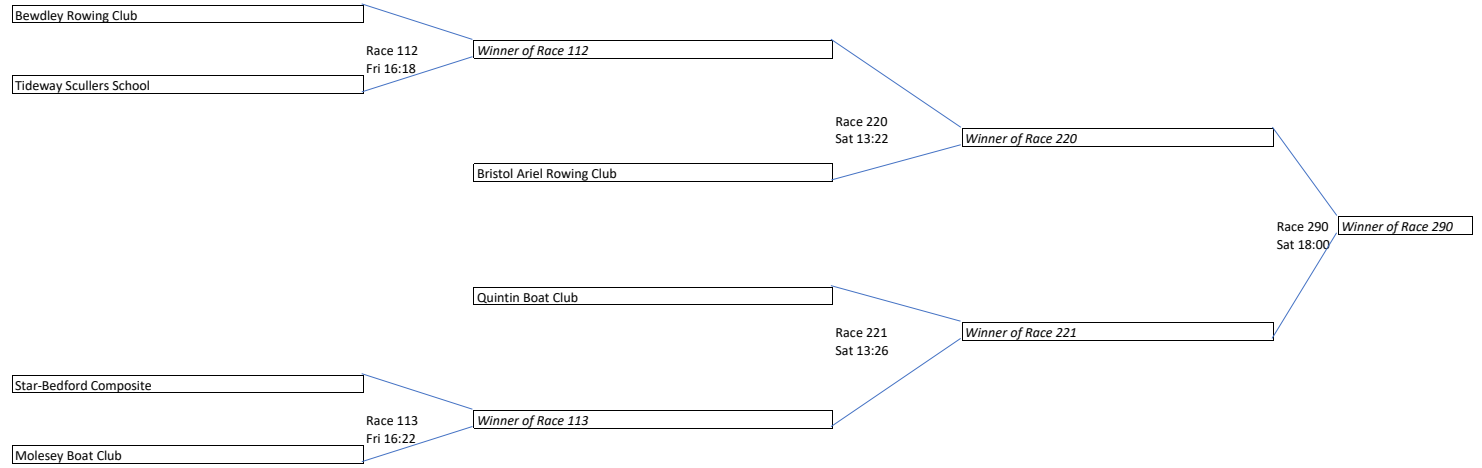 Bewdley Rowing Club
Race 112
Fri 16:18
Winner of Race 112
Tideway Scullers School
Race 220
Sat 13:22
Winner of Race 220
Bristol Ariel Rowing Club
Race 290
Sat 18:00
Winner of Race 290
Quintin Boat Club
Race 221
Sat 13:26
Winner of Race 221
Star-Bedford Composite
Race 113
Fri 16:22
Winner of Race 113
Molesey Boat Club